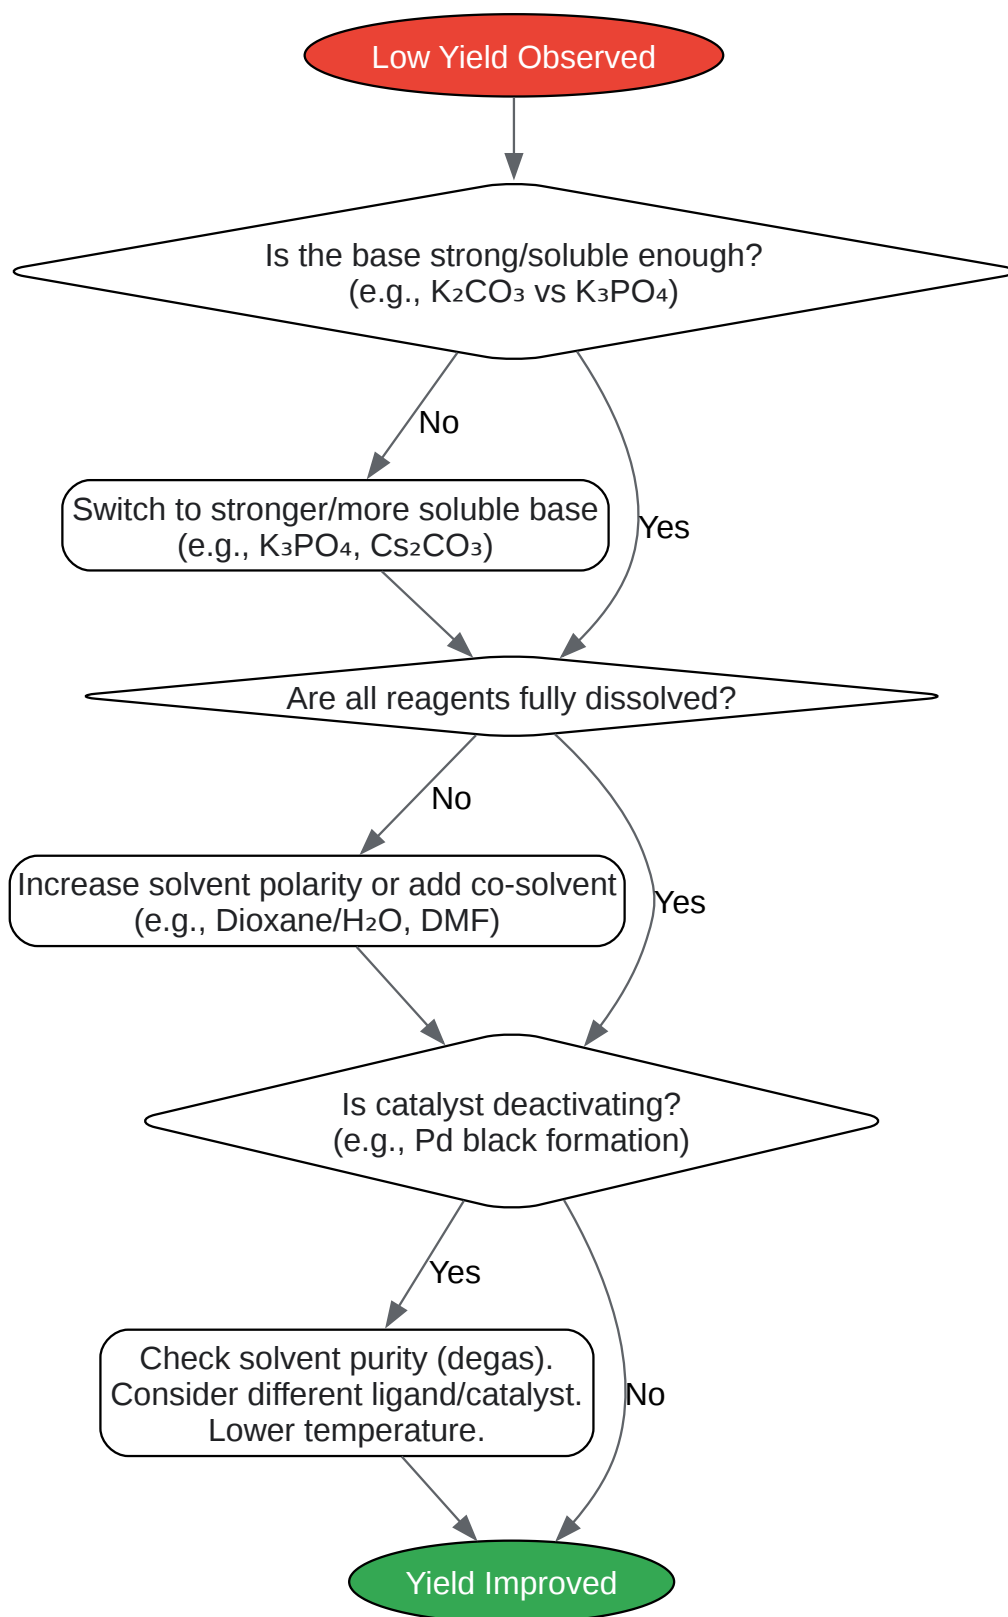 Low Yield Observed
Is the base strong/soluble enough?
(e.g., K₂CO₃ vs K₃PO₄)
No
Switch to stronger/more soluble base
(e.g., K₃PO₄, Cs₂CO₃)
Yes
Are all reagents fully dissolved?
No
Increase solvent polarity or add co-solvent
(e.g., Dioxane/H₂O, DMF)
Yes
Is catalyst deactivating?
(e.g., Pd black formation)
Yes
Check solvent purity (degas).
Consider different ligand/catalyst.
Lower temperature.
No
Yield Improved